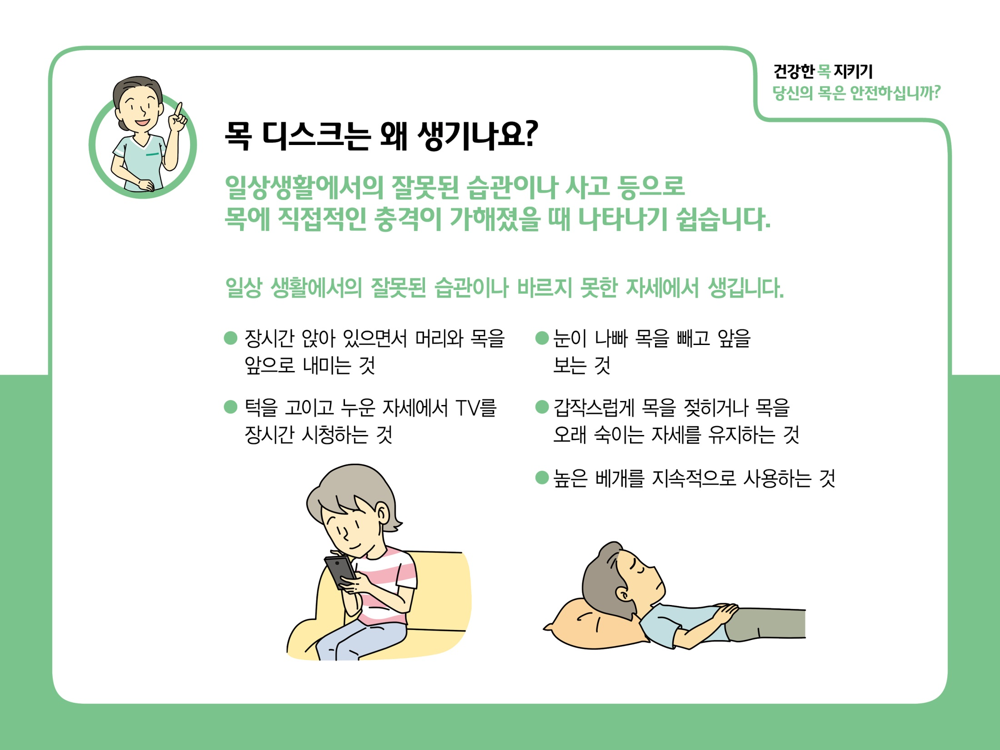 건강한 목 지키기
당신의 목은 안전하십니까?
목 디스크는 왜 생기나요?
일상생활에서의 잘못된 습관이나 사고 등으로
목에 직접적인 충격이 가해졌을 때 나타나기 쉽습니다.
일상 생활에서의 잘못된 습관이나 바르지 못한 자세에서 생깁니다.
장시간 앉아 있으면서 머리와 목을
앞으로 내미는 것
턱을 고이고 누운 자세에서 TV를
장시간 시청하는 것
눈이 나빠 목을 빼고 앞을
보는 것
갑작스럽게 목을 젖히거나 목을
오래 숙이는 자세를 유지하는 것
높은 베개를 지속적으로 사용하는 것